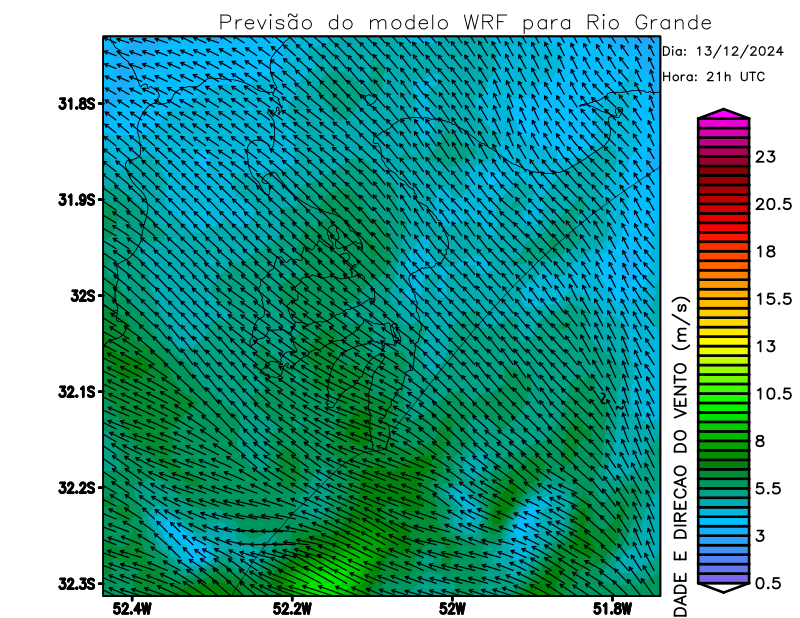 Previsão do modelo WRF para Rio Grande
Dia: 13/12/2024
Hora: 21h UTC
31.8S
31.9S
32S
32.1S
32.2S
32.3S
52.4W
52.2W
52W
51.8W
23
20.5
18
15.5
13
10.5
8
5.5
3
0.5
DADE E DIRECAO DO VENTO (m/s)